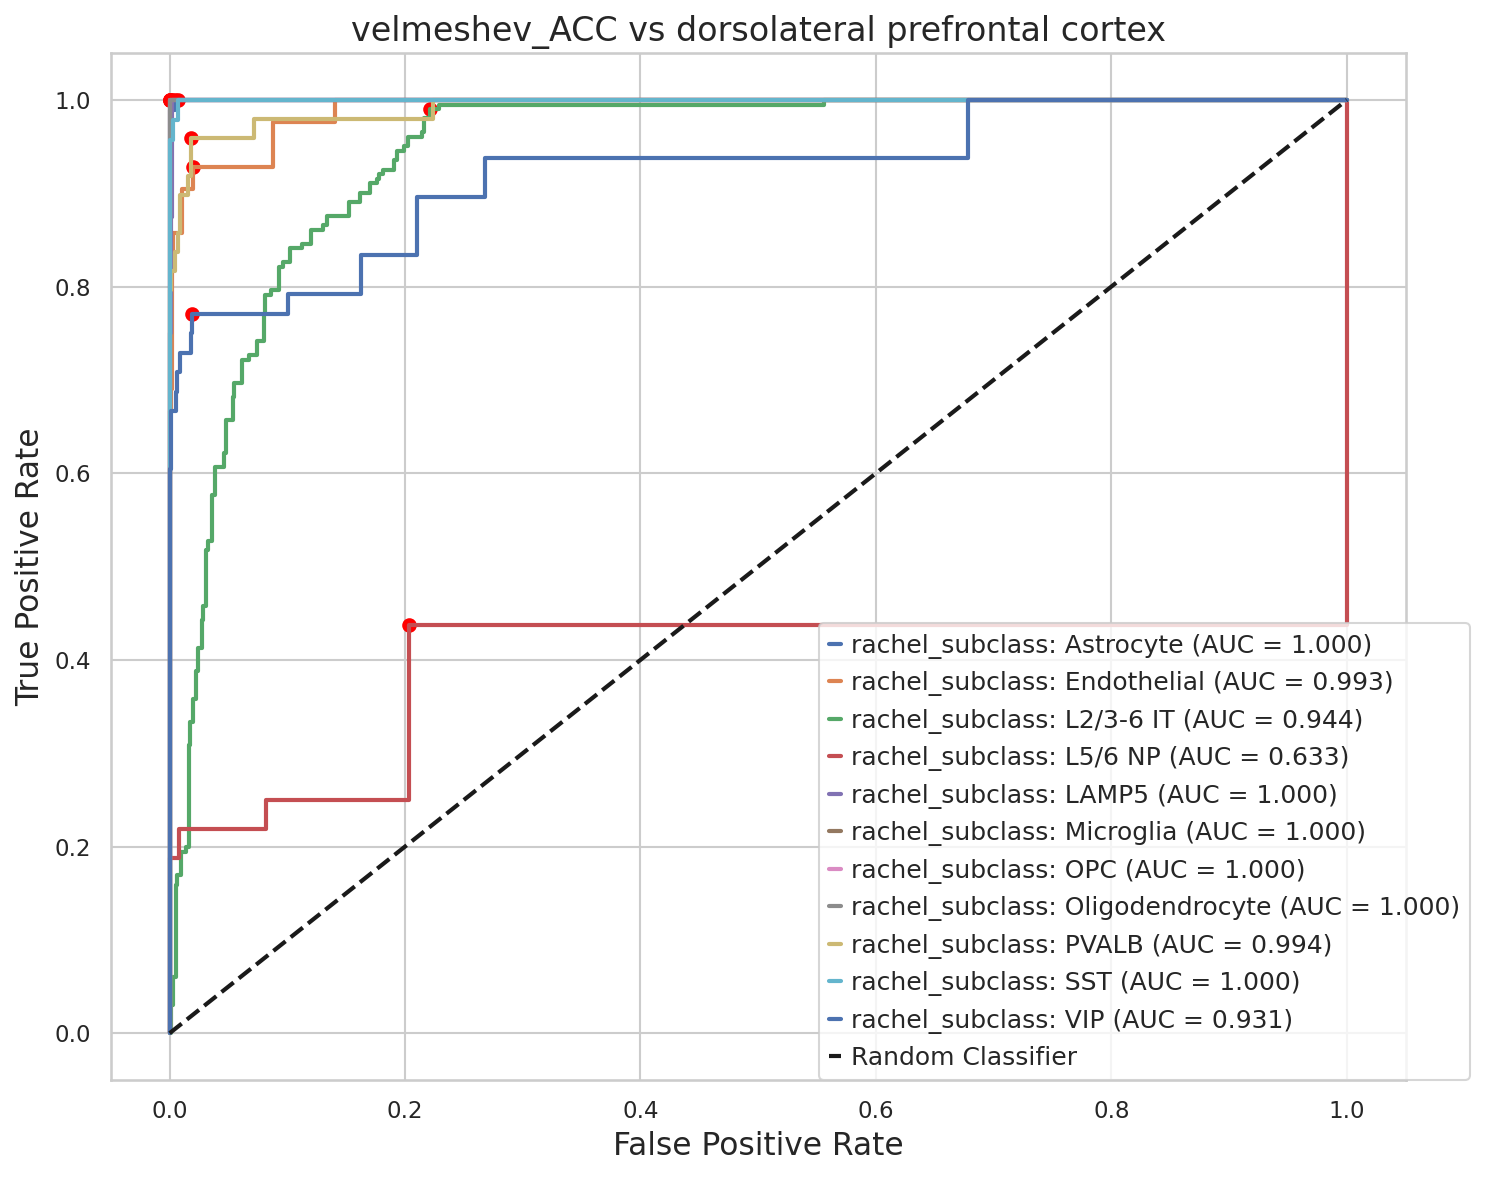 velmeshev_ACC vs dorsolateral prefrontal cortex
True Positive Rate
1.0
0.8
0.6
0.4
0.2
0.0
rachel_subclass: Astrocyte (AUC = 1.000)
rachel_subclass: Endothelial (AUC = 0.993)
rachel_subclass: L2/3-6 IT (AUC = 0.944)
rachel_subclass: L5/6 NP (AUC = 0.633)
rachel_subclass: LAMP5 (AUC = 1.000)
rachel_subclass: Microglia (AUC = 1.000)
rachel_subclass: OPC (AUC = 1.000)
rachel_subclass: Oligodendrocyte (AUC = 1.000)
rachel_subclass: PVALB (AUC = 0.994)
rachel_subclass: SST (AUC = 1.000)
rachel_subclass: VIP (AUC = 0.931)
Random Classifier
0.0 0.2 0.4 0.6 0.8 1.0
False Positive Rate